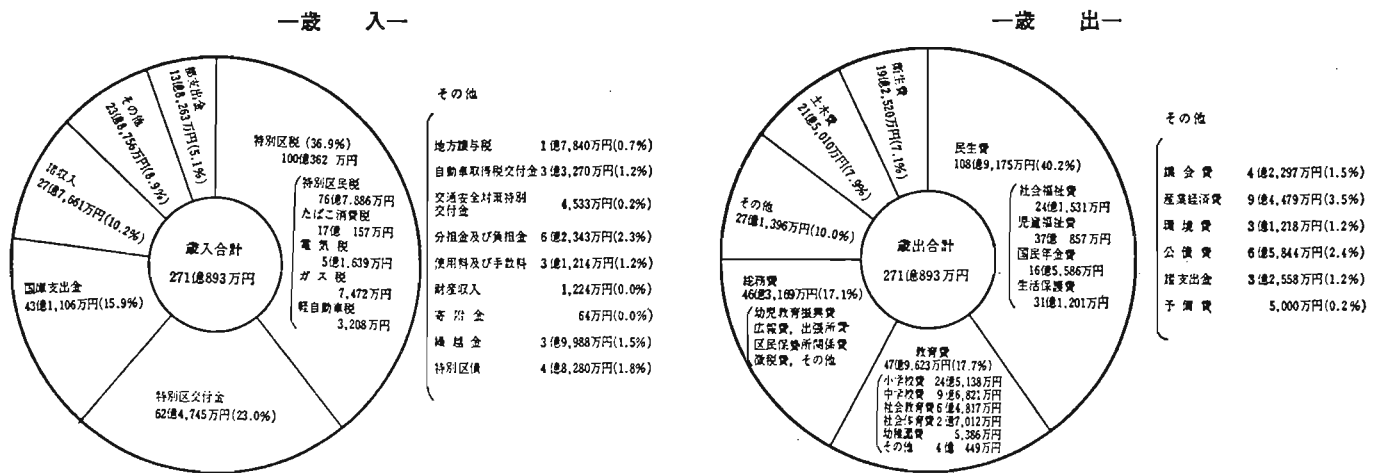 ―歳　入―
特別区税 (36.9%)
100億362 万円
特別区民税
76億7,886万円
たばこ消費税
17億 157万円
電気税
5億1,639万円
ガス税
7,472万円
軽自動車税
3,208万円
特別区交付金
62億4,745万円(23.0%)
国庫支出金
43億1,106万円(15.9%)
諸収入
27億7,661万円(10.2%)
その他
23億8,756万円(8.9%)
都支出金
13億8,263万円(5.1%)
歳入合計
271億893万円
その他
地方譲与税 1億7,840万円(0.7%)
自動車取得税交付金 3億3,270万円(1.2%)
交通安全対策特別
交付金 4,533万円(0.2%)
分担金及び負担金 6億2,343万円(2.3%)
使用料及び手数料 3億1,214万円(1.2%)
財産収入 1,224万円(0.0%)
寄附金 64万円(0.0%)
繰越金 3億9,988万円(1.5%)
特別区債 4億8,280万円(1.8%)
―歳　出―
民生費
108億9,175万円(40.2%)
社会福祉費
24億1,531万円
児童福祉費
37億 857万円
国民年金費
16億5,586万円
生活保護費
31億1,201万円
教育費
47億9,623万円(17.7%)
小学校費 24億5,138万円
中学校費 9億6,821万円
社会教育費 6億4,817万円
社会体育費 2億7,012万円
幼稚園費 5,386万円
その他 4億 449万円
総務費
46億3,169万円(17.1%)
幼児教育振興費
広報費，出張所費
区民保養所関係費
徴税費，その他
その他
27億1,396万円(10.0%)
土木費
21億5,010万円(7.9%)
衛生費
19億2,520万円(7.1%)
歳出合計
271億893万円
その他
議会費 4億2,297万円(1.5%)
産業経済費 9億4,479万円(3.5%)
環境費 3億1,218万円(1.2%)
公債費 6億5,844万円(2.4%)
諸支出金 3億2,558万円(1.2%)
予備費 5,000万円(0.2%)